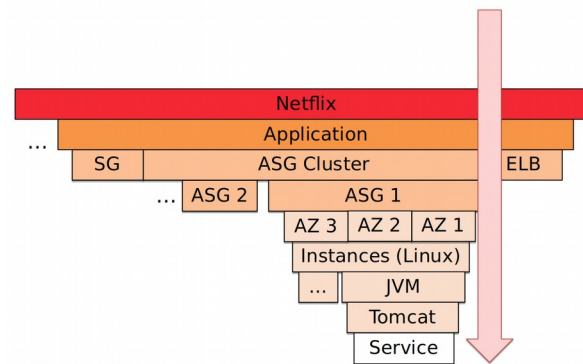 Netflix
... Application
SG ASG Cluster ELB
... ASG 2 ASG 1
AZ 3 AZ 2 AZ 1
Instances (Linux)
... JVM
Tomcat
Service